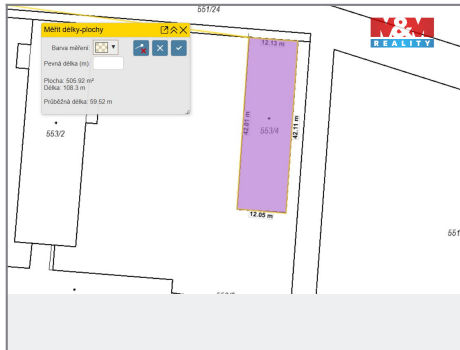 551/24
Měřit délky-plochy
Barva měření:
Pevná délka (m):
Plocha: 505.92 m²
Délka: 108.3 m
Průběžná délka: 59.52 m
M&M
REALITY
12.13 m
42.01 m
553/4
42.11 m
553/2
12.05 m
551